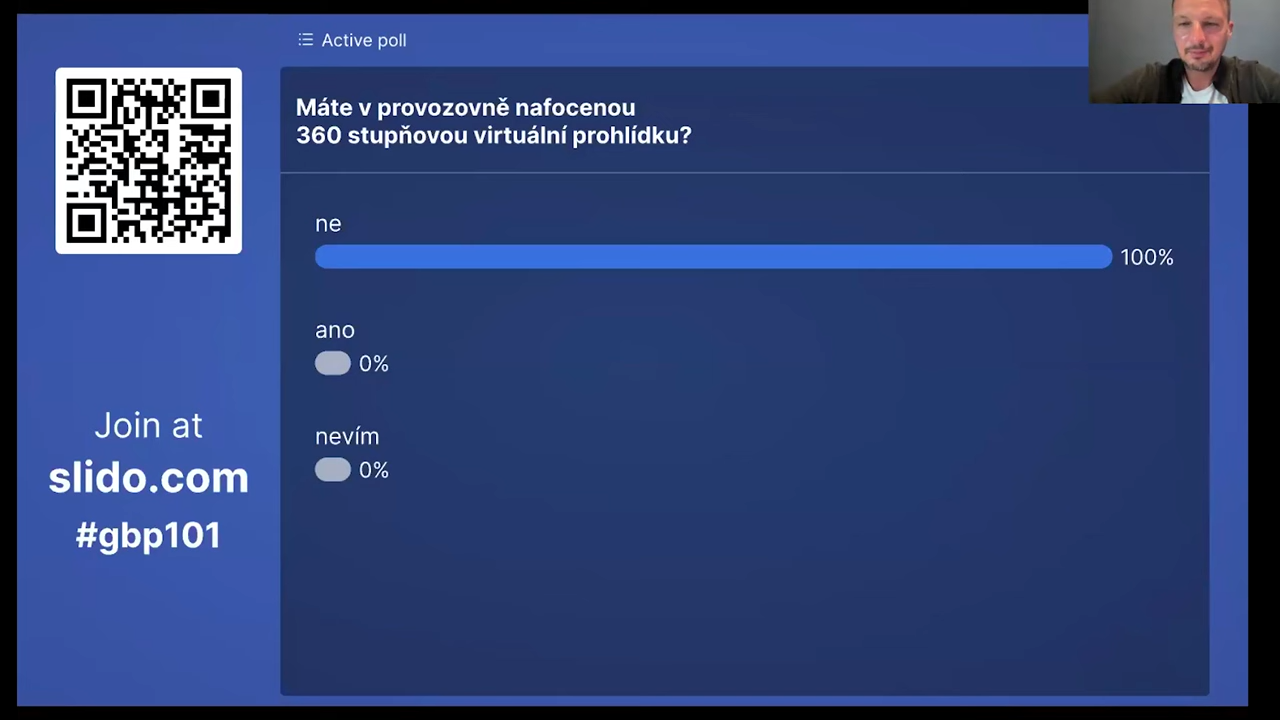 Active poll
Máte v provozovně nafocenou
360 stupňovou virtuální prohlídku?
ne
100%
ano
0%
nevím
0%
Join at
slido.com
#gbp101